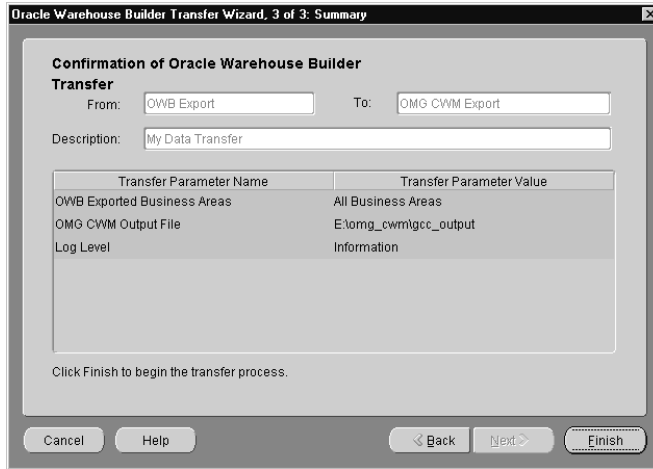 Oracle Warehouse Builder Transfer Wizard, 3 of 3: Summary
Confirmation of Oracle Warehouse Builder
Transfer
From: OWB Export To: OMG CWM Export
Description: My Data Transfer
Transfer Parameter Name Transfer Parameter Value
OWB Exported Business Areas All Business Areas
OMG CWM Output File E:\omg_cwm\gcc_output
Log Level Information
Click Finish to begin the transfer process.
Cancel Help Back Next Finish